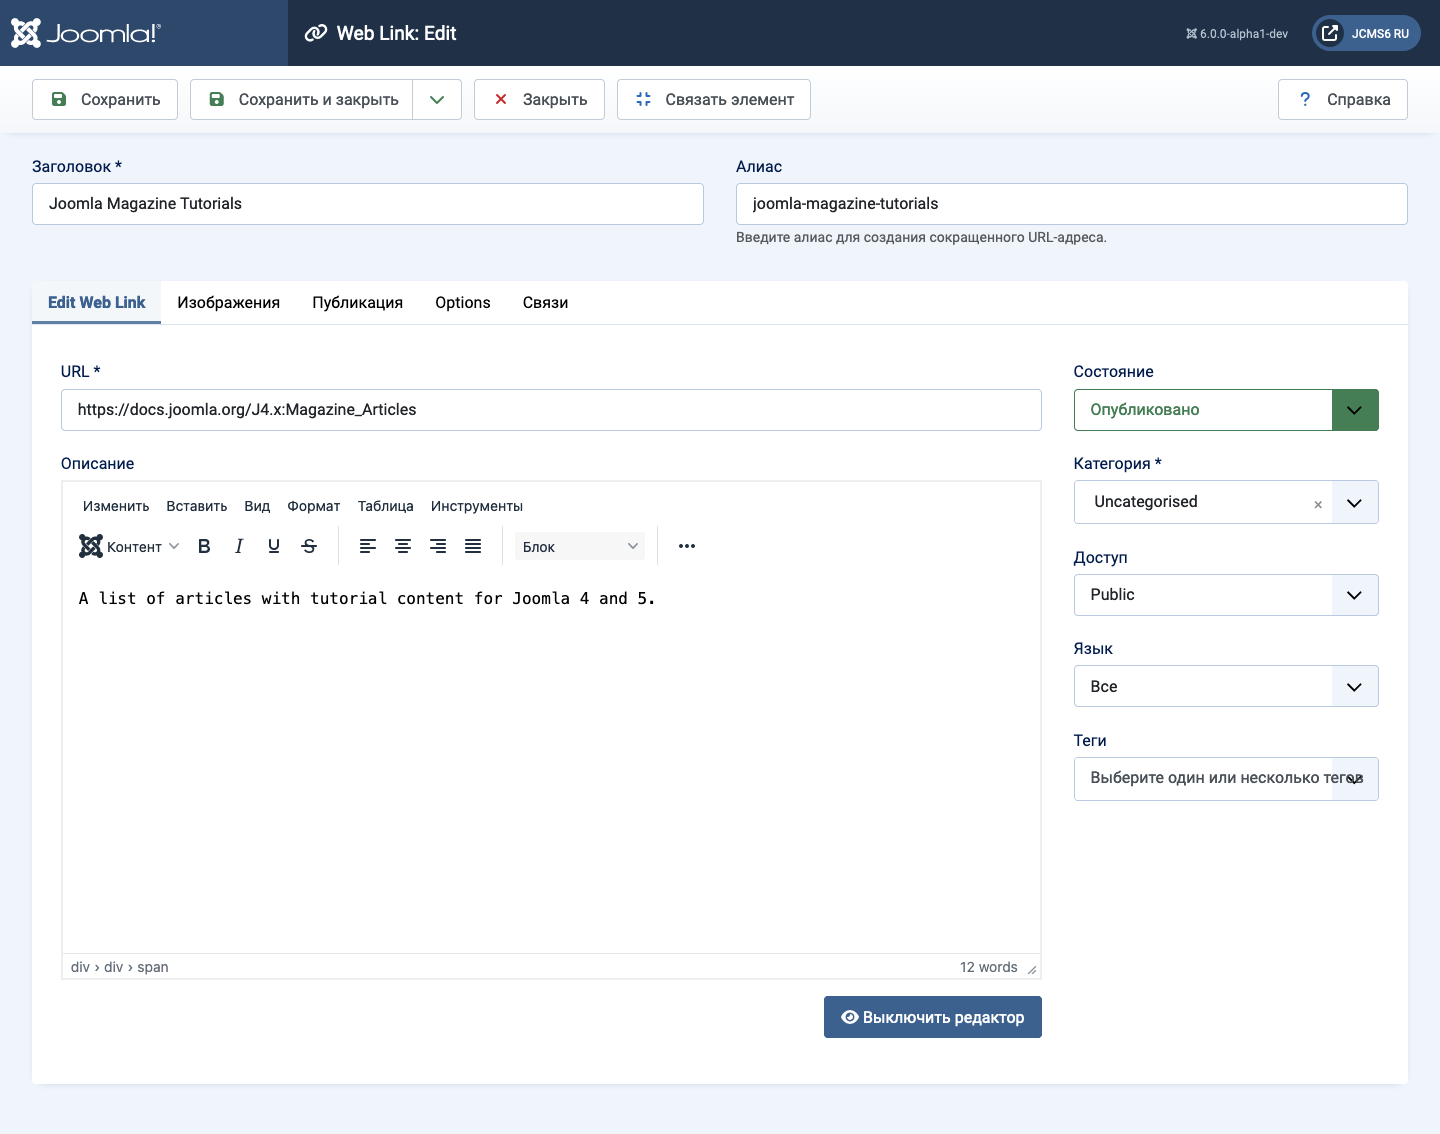 Joomla!®
Web Link: Edit
6.0.0-alpha1-dev
JCMS6 RU
Сохранить
Сохранить и закрыть
Закрыть
Связать элемент
? Справка
Заголовок *
Joomla Magazine Tutorials
Алиас
joomla-magazine-tutorials
Введите алиас для создания сокращенного URL-адреса.
Edit Web Link
Изображения
Публикация
Options
Связи
URL *
https://docs.joomla.org/J4.x:Magazine_Articles
Описание
Изменить Вставить Вид Формат Таблица Инструменты
Контент B I U S Блок
A list of articles with tutorial content for Joomla 4 and 5.
div › div › span
12 words
Выключить редактор
Состояние
Опубликовано
Категория *
Uncategorised ×
Доступ
Public
Язык
Все
Теги
Выберите один или несколько тегов